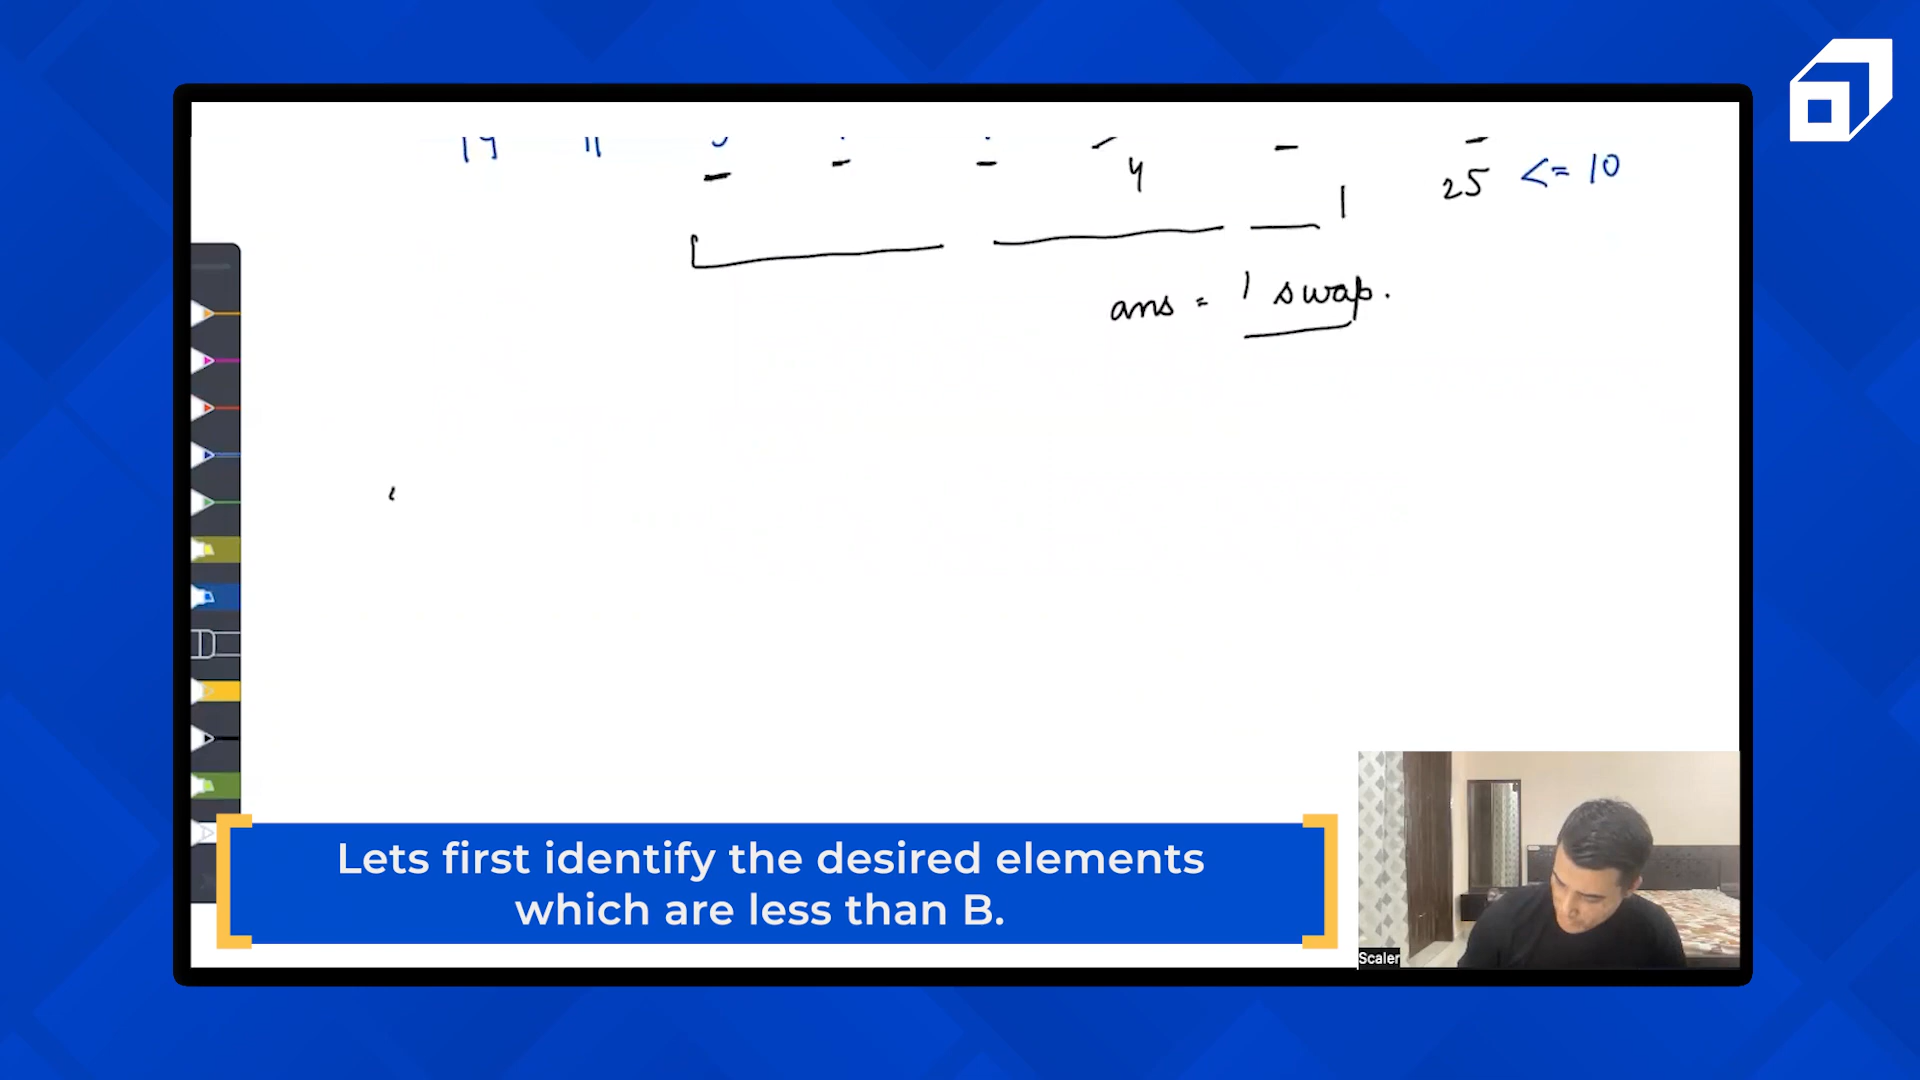 4 25 <= 10
1
ans = 1 swap.
Lets first identify the desired elements
which are less than B.
Scaler